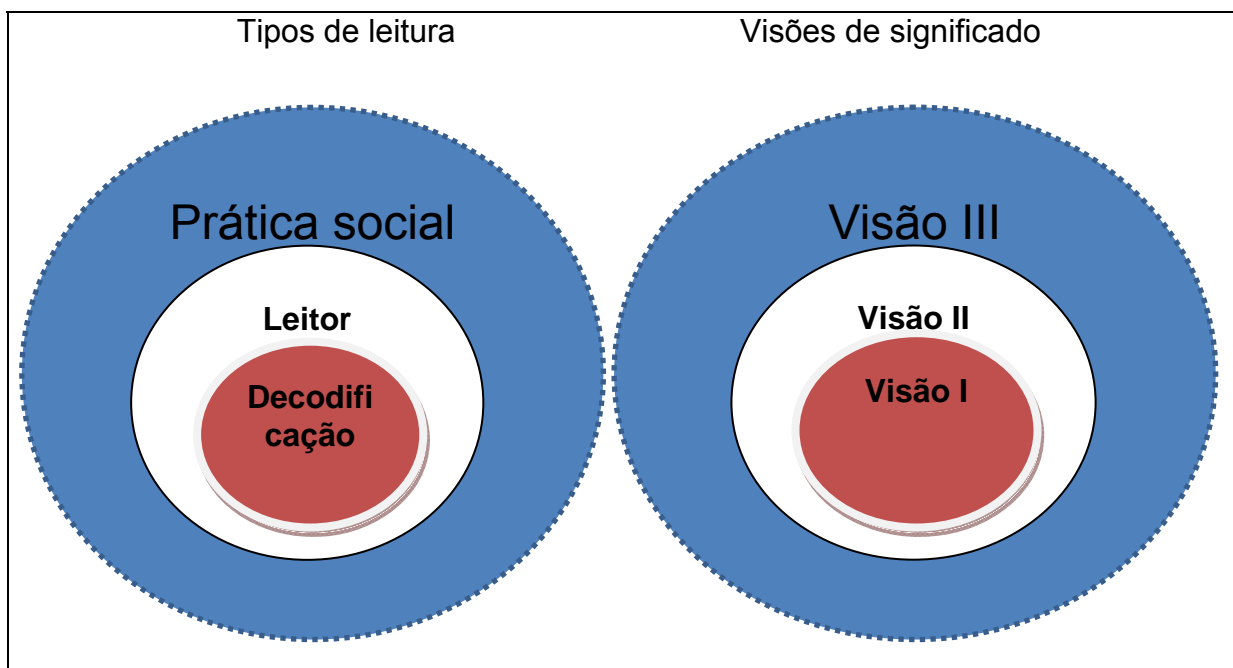 Tipos de leitura
Visões de significado
Prática social
Leitor
Decodifi
cação
Visão III
Visão II
Visão I